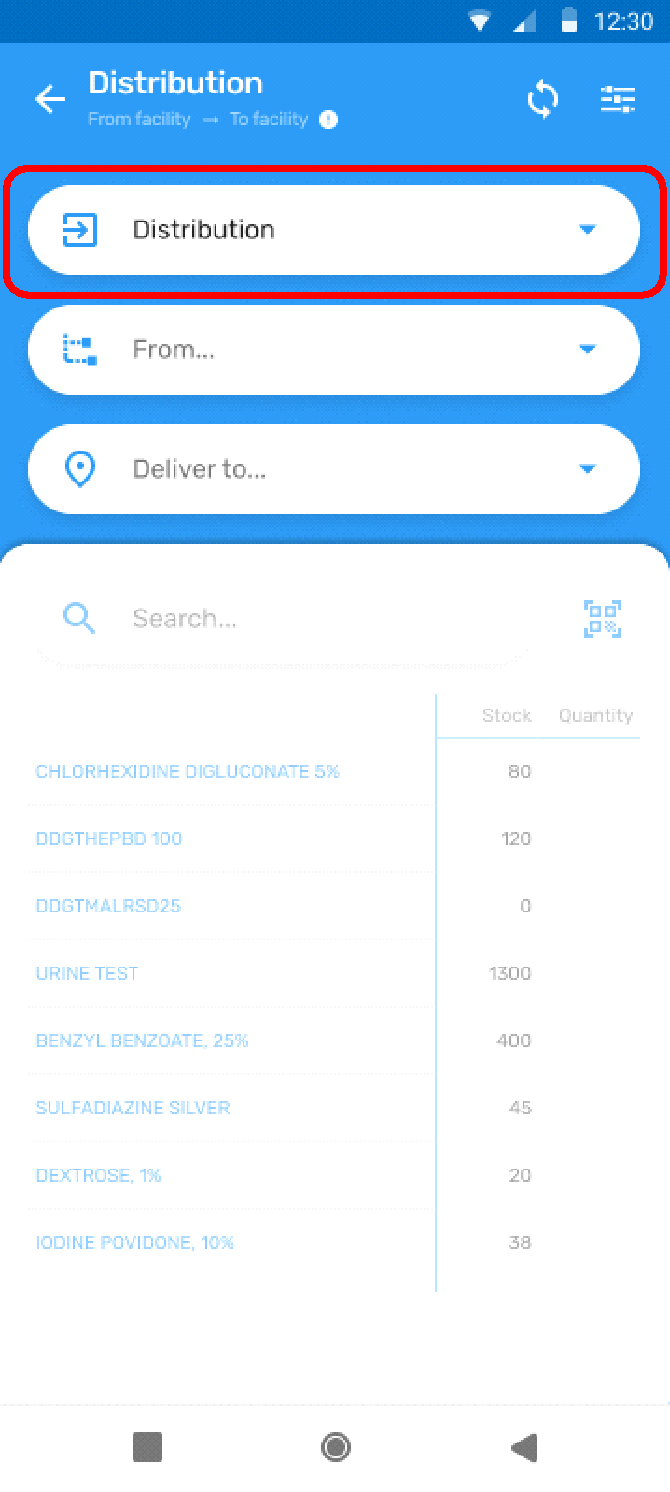 12:30
Distribution
From facility → To facility
Distribution
From...
Deliver to...
Search...
Stock Quantity
CHLORHEXIDINE DIGLUCONATE 5% 80
DDGTHEPBD 100 120
DDGTMALRSD25 0
URINE TEST 1300
BENZYL BENZOATE, 25% 400
SULFADIAZINE SILVER 45
DEXTROSE, 1% 20
IODINE POVIDONE, 10% 38